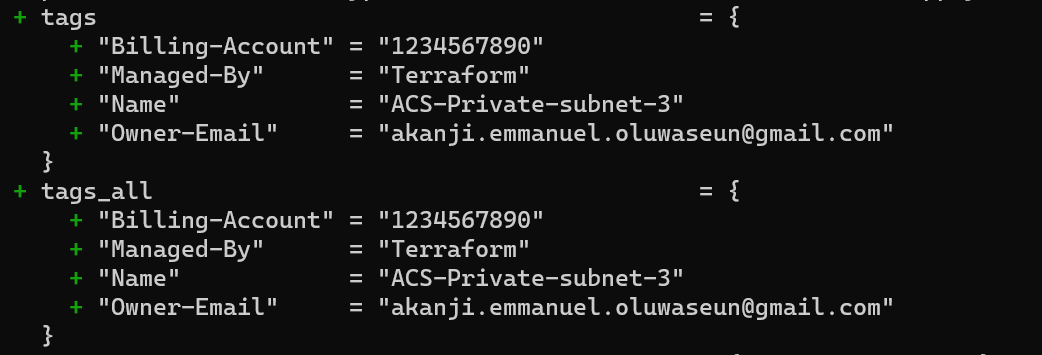 + tags = {
+ "Billing-Account" = "1234567890"
+ "Managed-By" = "Terraform"
+ "Name" = "ACS-Private-subnet-3"
+ "Owner-Email" = "akanji.emmanuel.oluwaseun@gmail.com"
}
+ tags_all = {
+ "Billing-Account" = "1234567890"
+ "Managed-By" = "Terraform"
+ "Name" = "ACS-Private-subnet-3"
+ "Owner-Email" = "akanji.emmanuel.oluwaseun@gmail.com"
}